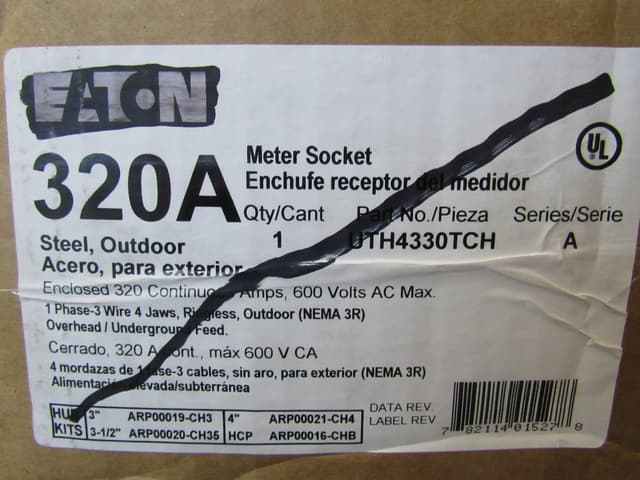 EATON
320A
Meter Socket
Enchufe receptor del medidor
UL
Qty/Cant Part No./Pieza Series/Serie
1 UTH4330TCH A
Steel, Outdoor
Acero, para exterior
Enclosed 320 Continuous Amps, 600 Volts AC Max.
1 Phase-3 Wire 4 Jaws, Ringless, Outdoor (NEMA 3R)
Overhead / Underground Feed.
Cerrado, 320 A cont., máx 600 V CA
4 mordazas de 1 fase-3 cables, sin aro, para exterior (NEMA 3R)
Alimentación elevada/subterránea
HUB KITS
3" ARP00019-CH3 4" ARP00021-CH4
3-1/2" ARP00020-CH35 HCP ARP00016-CHB
DATA REV.
LABEL REV
7 82114 01527 8